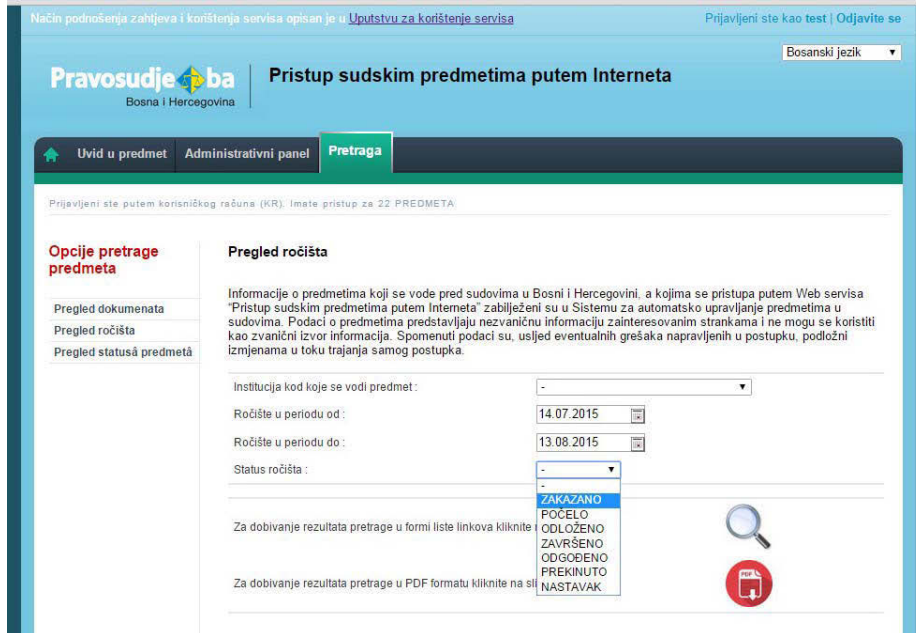 Način podnošenja zahtjeva i korištenja servisa opisan je u Uputstvu za korištenje servisa
Prijavljeni ste kao test | Odjavite se
Bosanski jezik
Pravosudje ba
Bosna i Hercegovina
Pristup sudskim predmetima putem Interneta
Uvid u predmet
Administrativni panel
Pretraga
Prijavljeni ste putem korisničkog računa (KR). Imate pristup za 22 PREDMETA
Opcije pretrage
predmeta
Pregled dokumenata
Pregled ročišta
Pregled statusâ predmetâ
Pregled ročišta
Informacije o predmetima koji se vode pred sudovima u Bosni i Hercegovini, a kojima se pristupa putem Web servisa
"Pristup sudskim predmetima putem Interneta" zabilježeni su u Sistemu za automatsko upravljanje predmetima u
sudovima. Podaci o predmetima predstavljaju nezvaničnu informaciju zainteresovanim strankama i ne mogu se koristiti
kao zvanični izvor informacija. Spomenuti podaci su, usljed eventualnih grešaka napravljenih u postupku, podložni
izmjenama u toku trajanja samog postupka.
Institucija kod koje se vodi predmet :
-
Ročište u periodu od :
14.07.2015
Ročište u periodu do :
13.08.2015
Status ročišta :
-
-
ZAKAZANO
POČELO
ODLOŽENO
ZAVRŠENO
ODGOĐENO
PREKINUTO
NASTAVAK
Za dobivanje rezultata pretrage u formi liste linkova kliknite
Za dobivanje rezultata pretrage u PDF formatu kliknite na
PDF